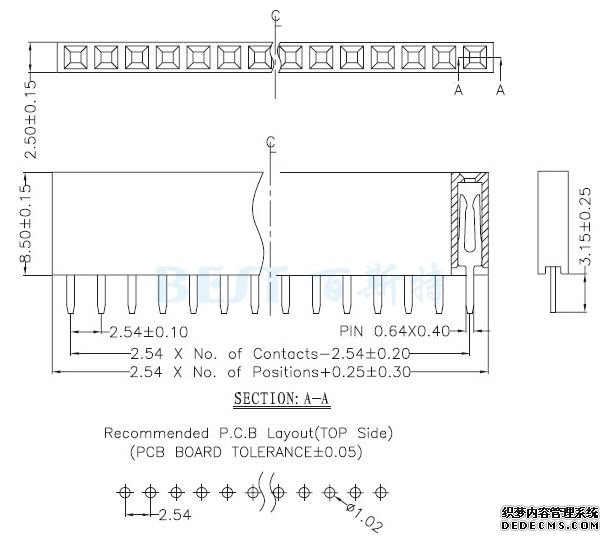 ℄
A A
2.50±0.15
℄
8.50±0.15
3.15±0.25
BEST 百斯特
2.54±0.10
PIN 0.64X0.40
2.54 X No. of Contacts-2.54±0.20
2.54 X No. of Positions+0.25±0.30
SECTION:A-A
Recommended P.C.B Layout(TOP Side)
(PCB BOARD TOLERANCE±0.05)
2.54
ø1.02
织梦内容管理系统
DEDECMS.COM